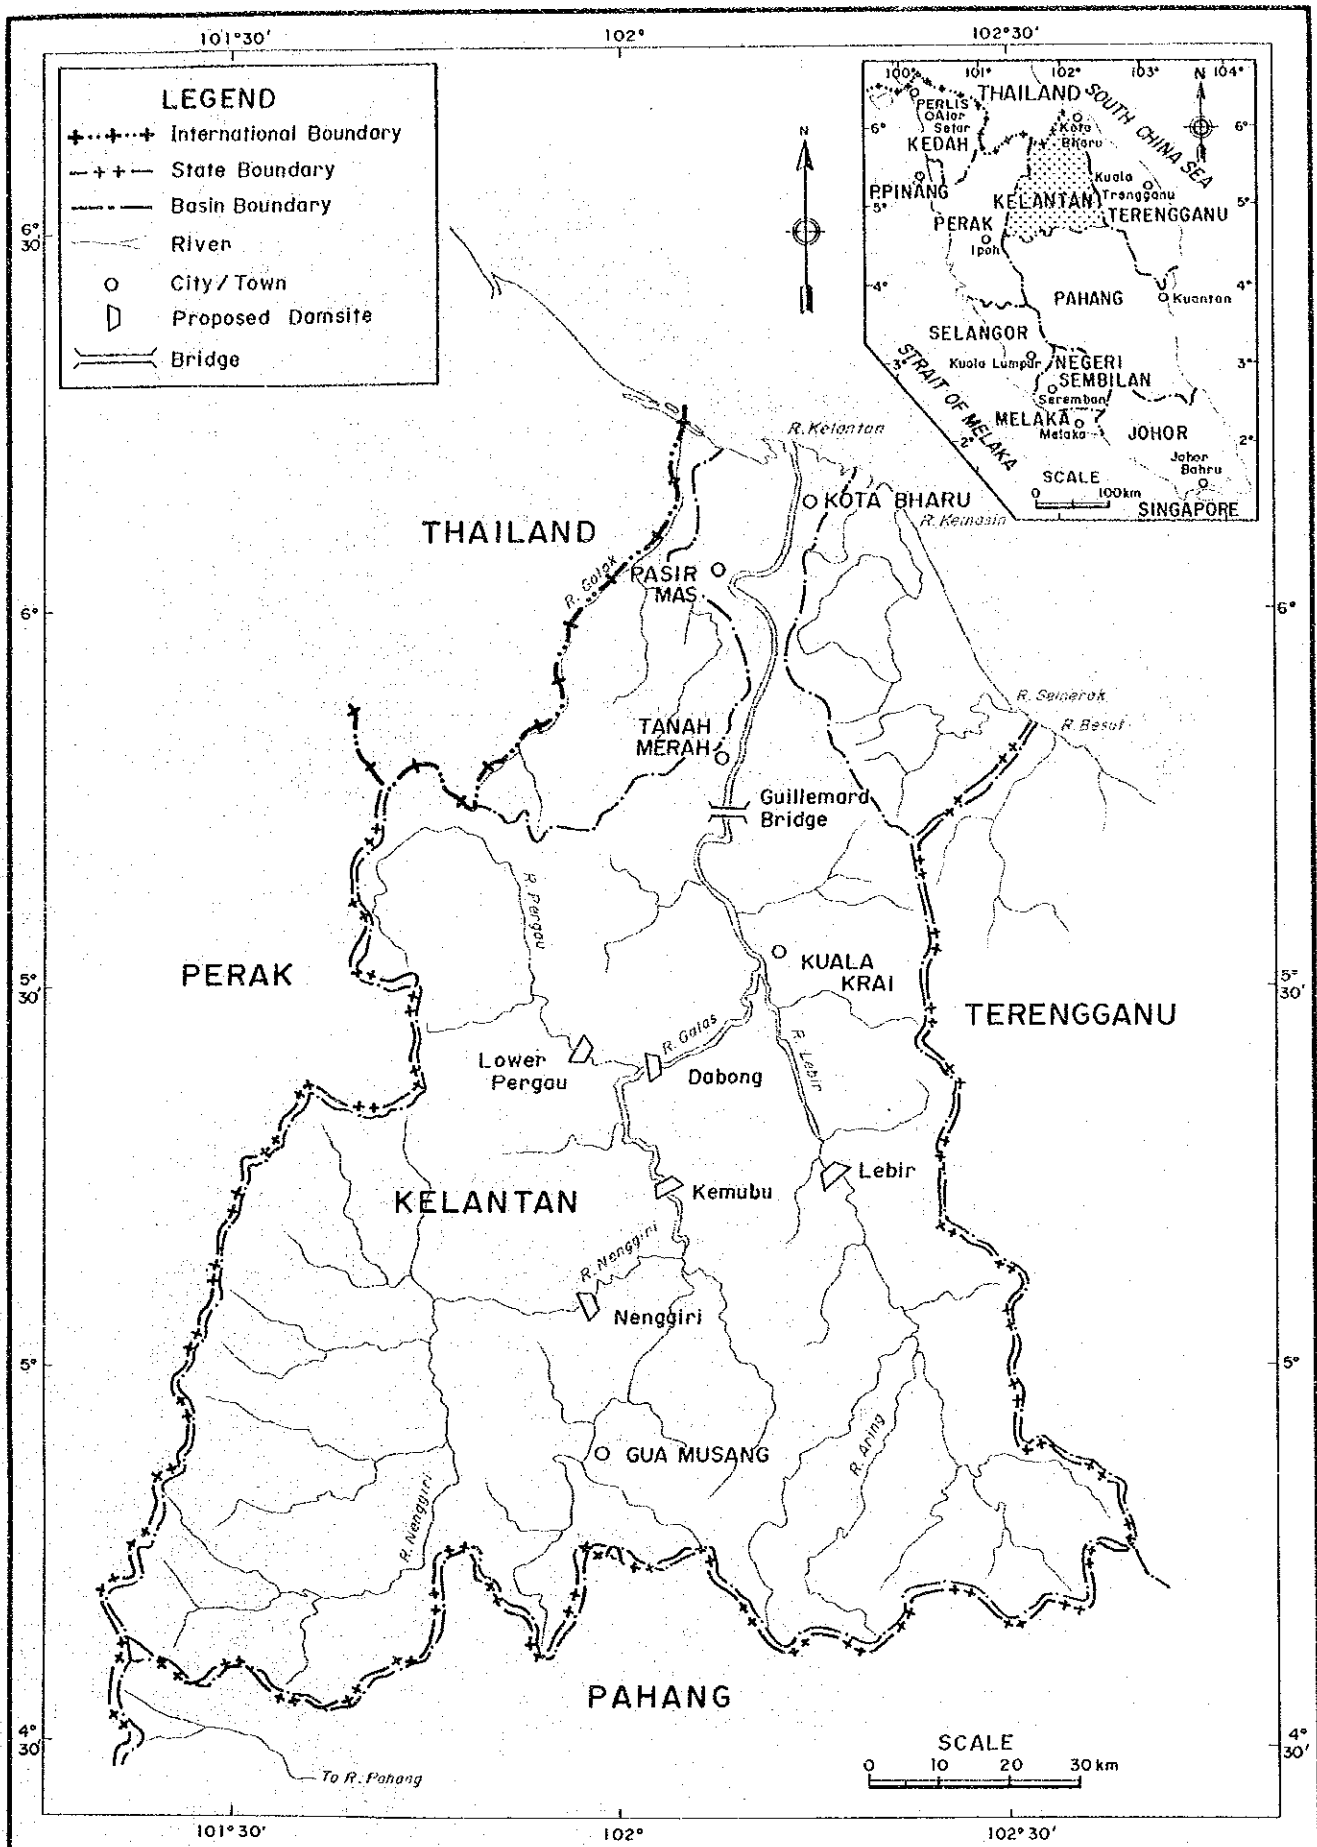 101°30'
102°
102°30'
LEGEND
International Boundary
State Boundary
Basin Boundary
River
City / Town
Proposed Damsite
Bridge
N
100°
101°
102°
103°
N
104°
THAILAND
SOUTH CHINA SEA
PERLIS
Alor
Setar
Kota
Bharu
6°
6°
KEDAH
P.PINANG
Kuala
Trengganu
KELANTAN
5°
5°
TERENGGANU
PERAK
Ipoh
4°
4°
PAHANG
Kuantan
SELANGOR
Kuala Lumpur
NEGERI
SEMBILAN
3°
3°
Seremban
STRAIT OF MELAKA
MELAKA
Melaka
JOHOR
2°
2°
Johor
Bahru
SCALE
0
100km
SINGAPORE
6°
30'
R. Kelantan
KOTA BHARU
R. Kemasin
THAILAND
R. Golok
PASIR
MAS
6°
6°
R. Semerak
R. Besut
TANAH
MERAH
Guillemard
Bridge
R. Pergau
PERAK
KUALA
KRAI
5°
30'
5°
30'
TERENGGANU
R. Galas
R. Lebir
Lower
Pergau
Dabong
Lebir
KELANTAN
Kemubu
R. Nenggiri
Nenggiri
5°
5°
R. Aring
GUA MUSANG
R. Nenggiri
PAHANG
4°
30'
4°
30'
SCALE
0
10
20
30 km
To R. Pahang
101°30'
102°
102°30'